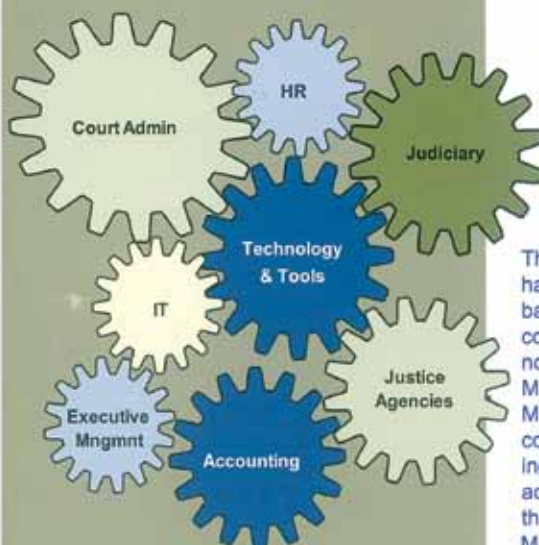 Court Admin
HR
Judiciary
Technology
& Tools
IT
Justice
Agencies
Executive
Mngmnt
Accounting